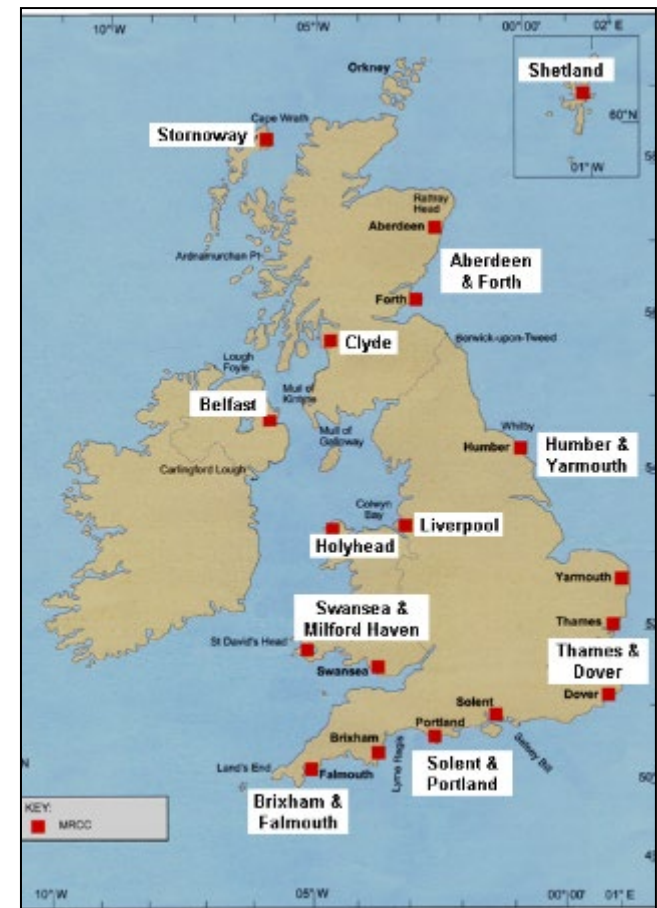 10°W
05°W
00°00'
02° E
Orkney
Shetland
Cape Wrath
60°N
Stornoway
01°W
Rattray
Head
Aberdeen
Ardnamurchan Pt
Aberdeen
& Forth
Forth
Clyde
Berwick-upon-Tweed
Lough
Foyle
Mull of
Kintyre
Belfast
Mull of
Galloway
Whitby
Humber
Humber &
Yarmouth
Carlingford Lough
Colwyn
Bay
Liverpool
Holyhead
Yarmouth
Swansea &
Milford Haven
Thames
St David's Head
Thames &
Dover
Swansea
Dover
Solent
Portland
Brixham
Lyme Regis
Selsey Bill
Solent &
Portland
Land's End
Falmouth
Brixham &
Falmouth
N
KEY:
MRCC
10°W
05°W
00°00'
01° E